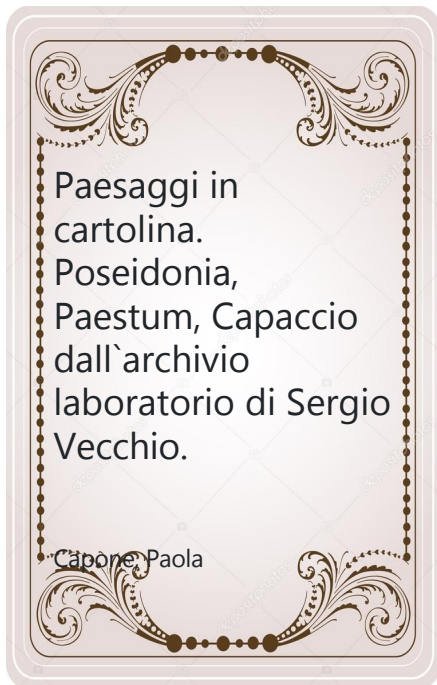 Paesaggi in
cartolina.
Poseidonia,
Paestum, Capaccio
dall`archivio
laboratorio di Sergio
Vecchio.
Capone, Paola